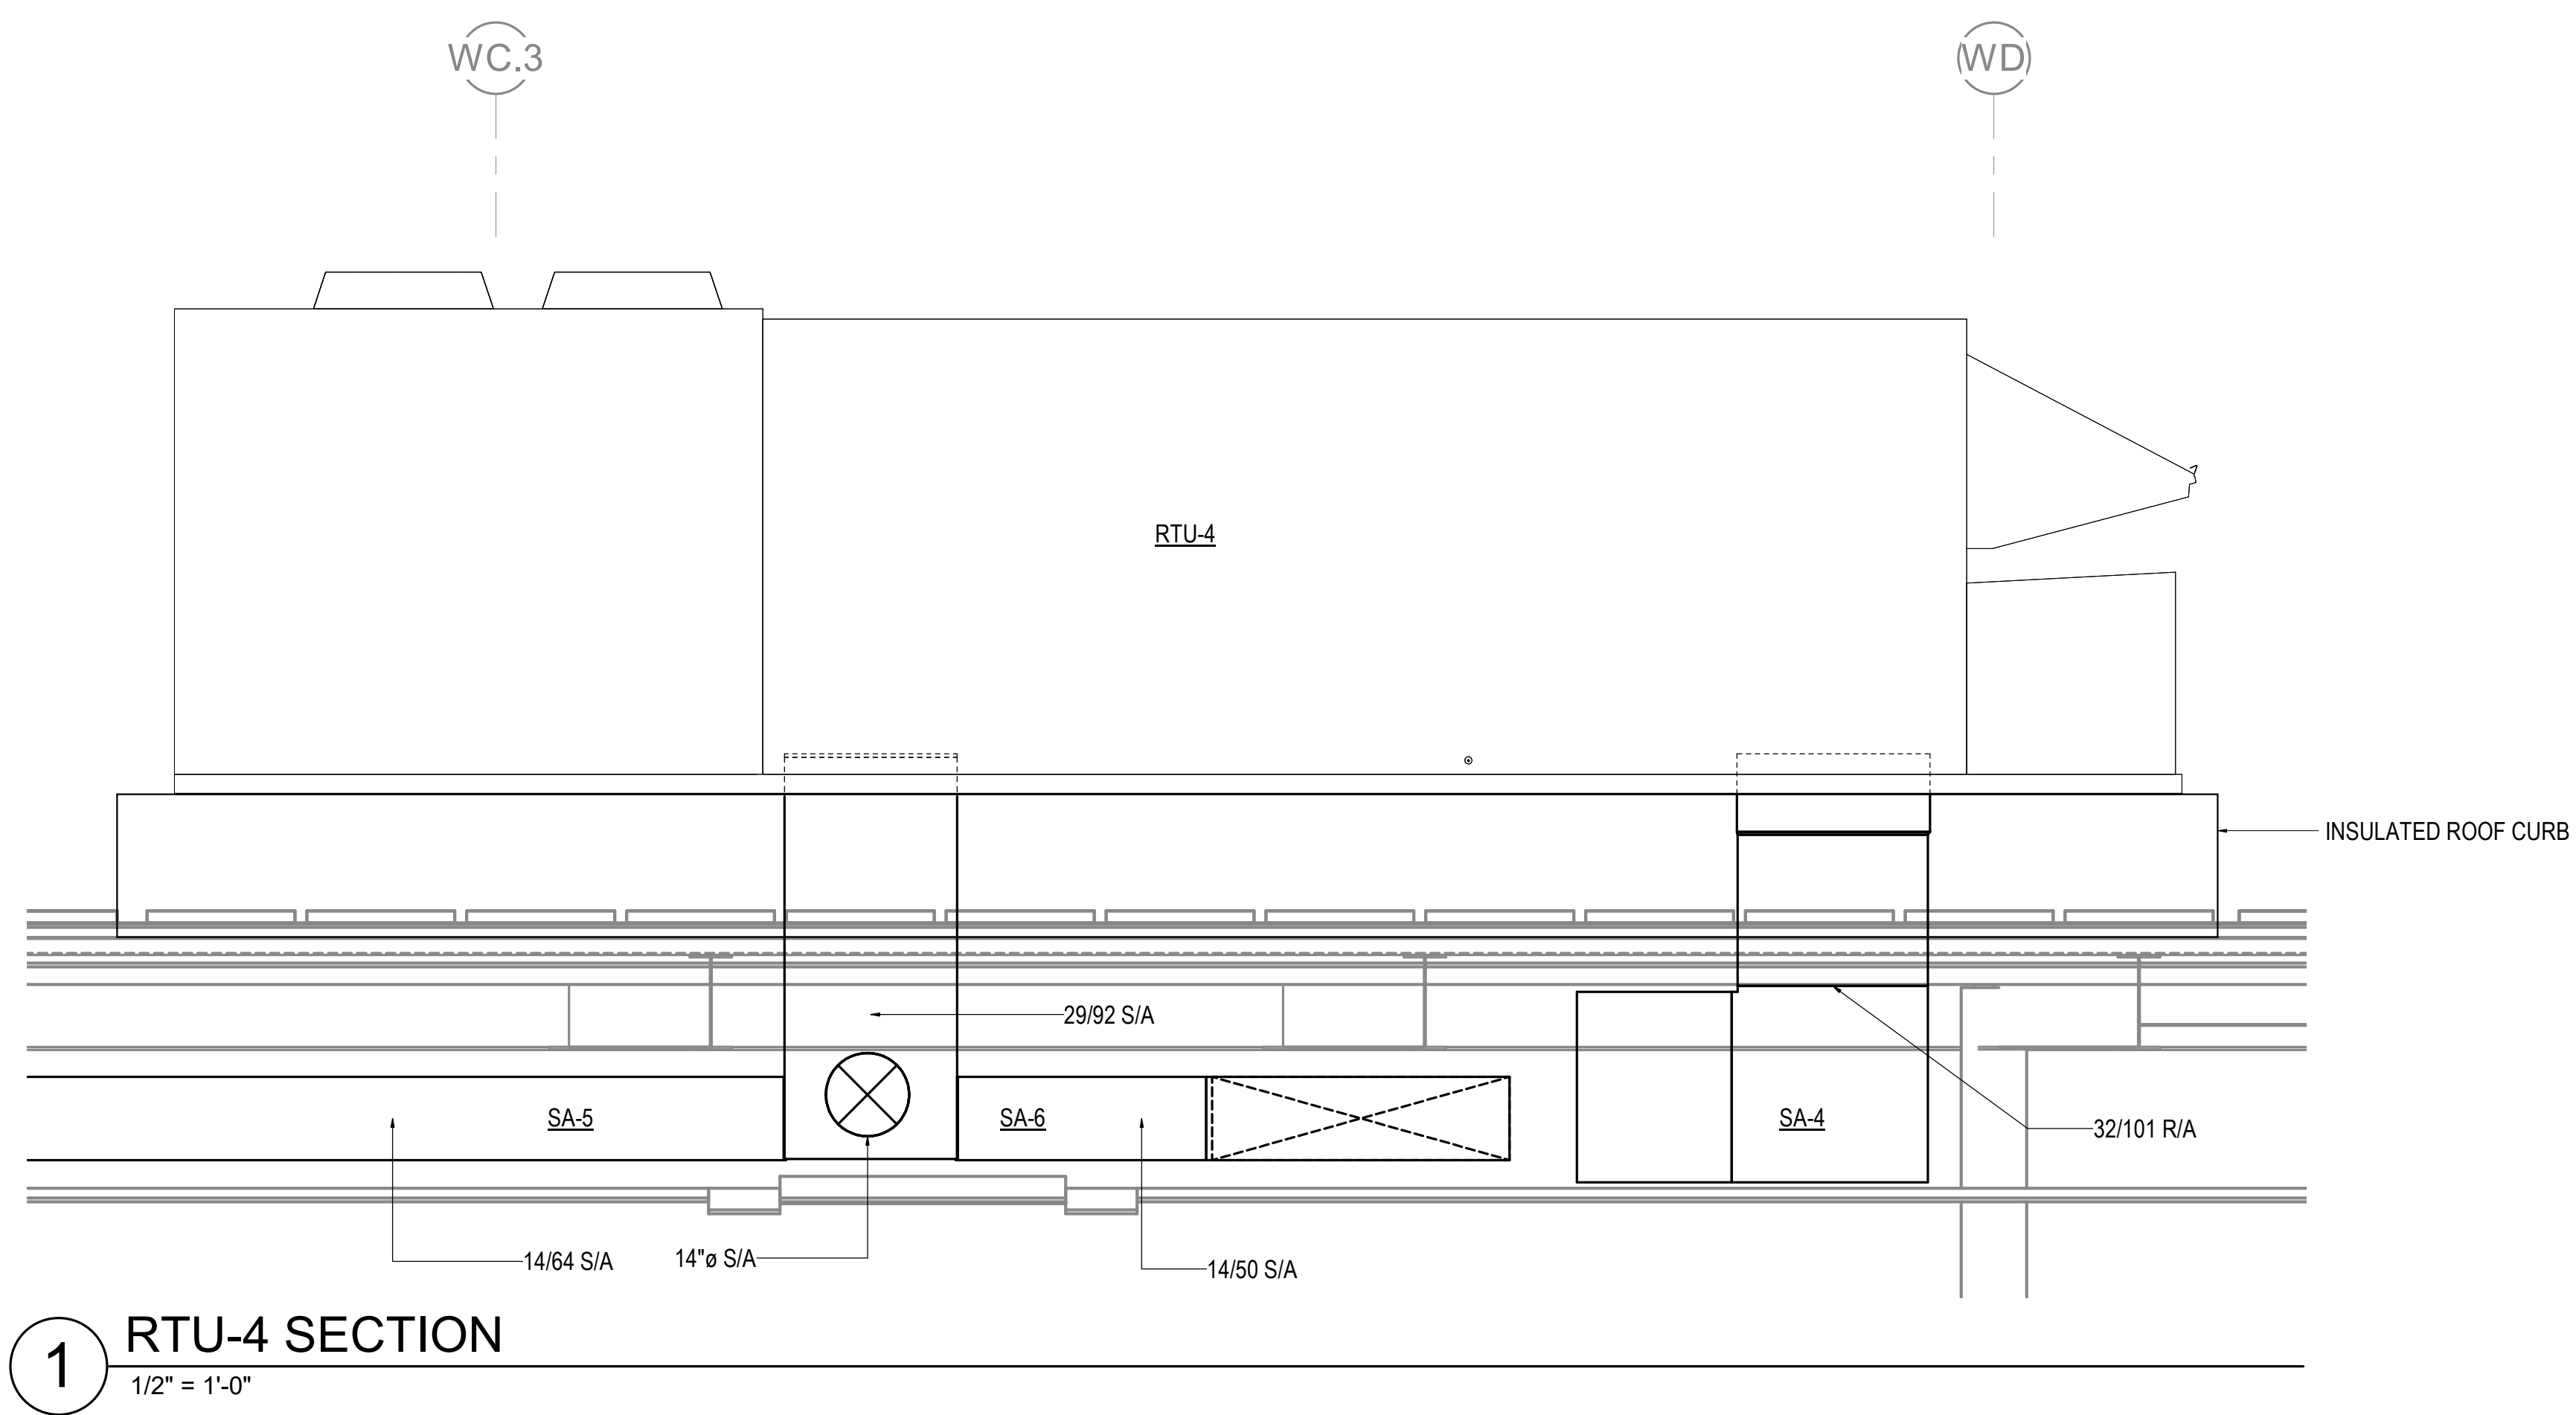 WC.3
WD
RTU-4
INSULATED ROOF CURB
29/92 S/A
SA-5
SA-6
SA-4
32/101 R/A
14/64 S/A
14"ø S/A
14/50 S/A
1
RTU-4 SECTION
1/2" = 1'-0"